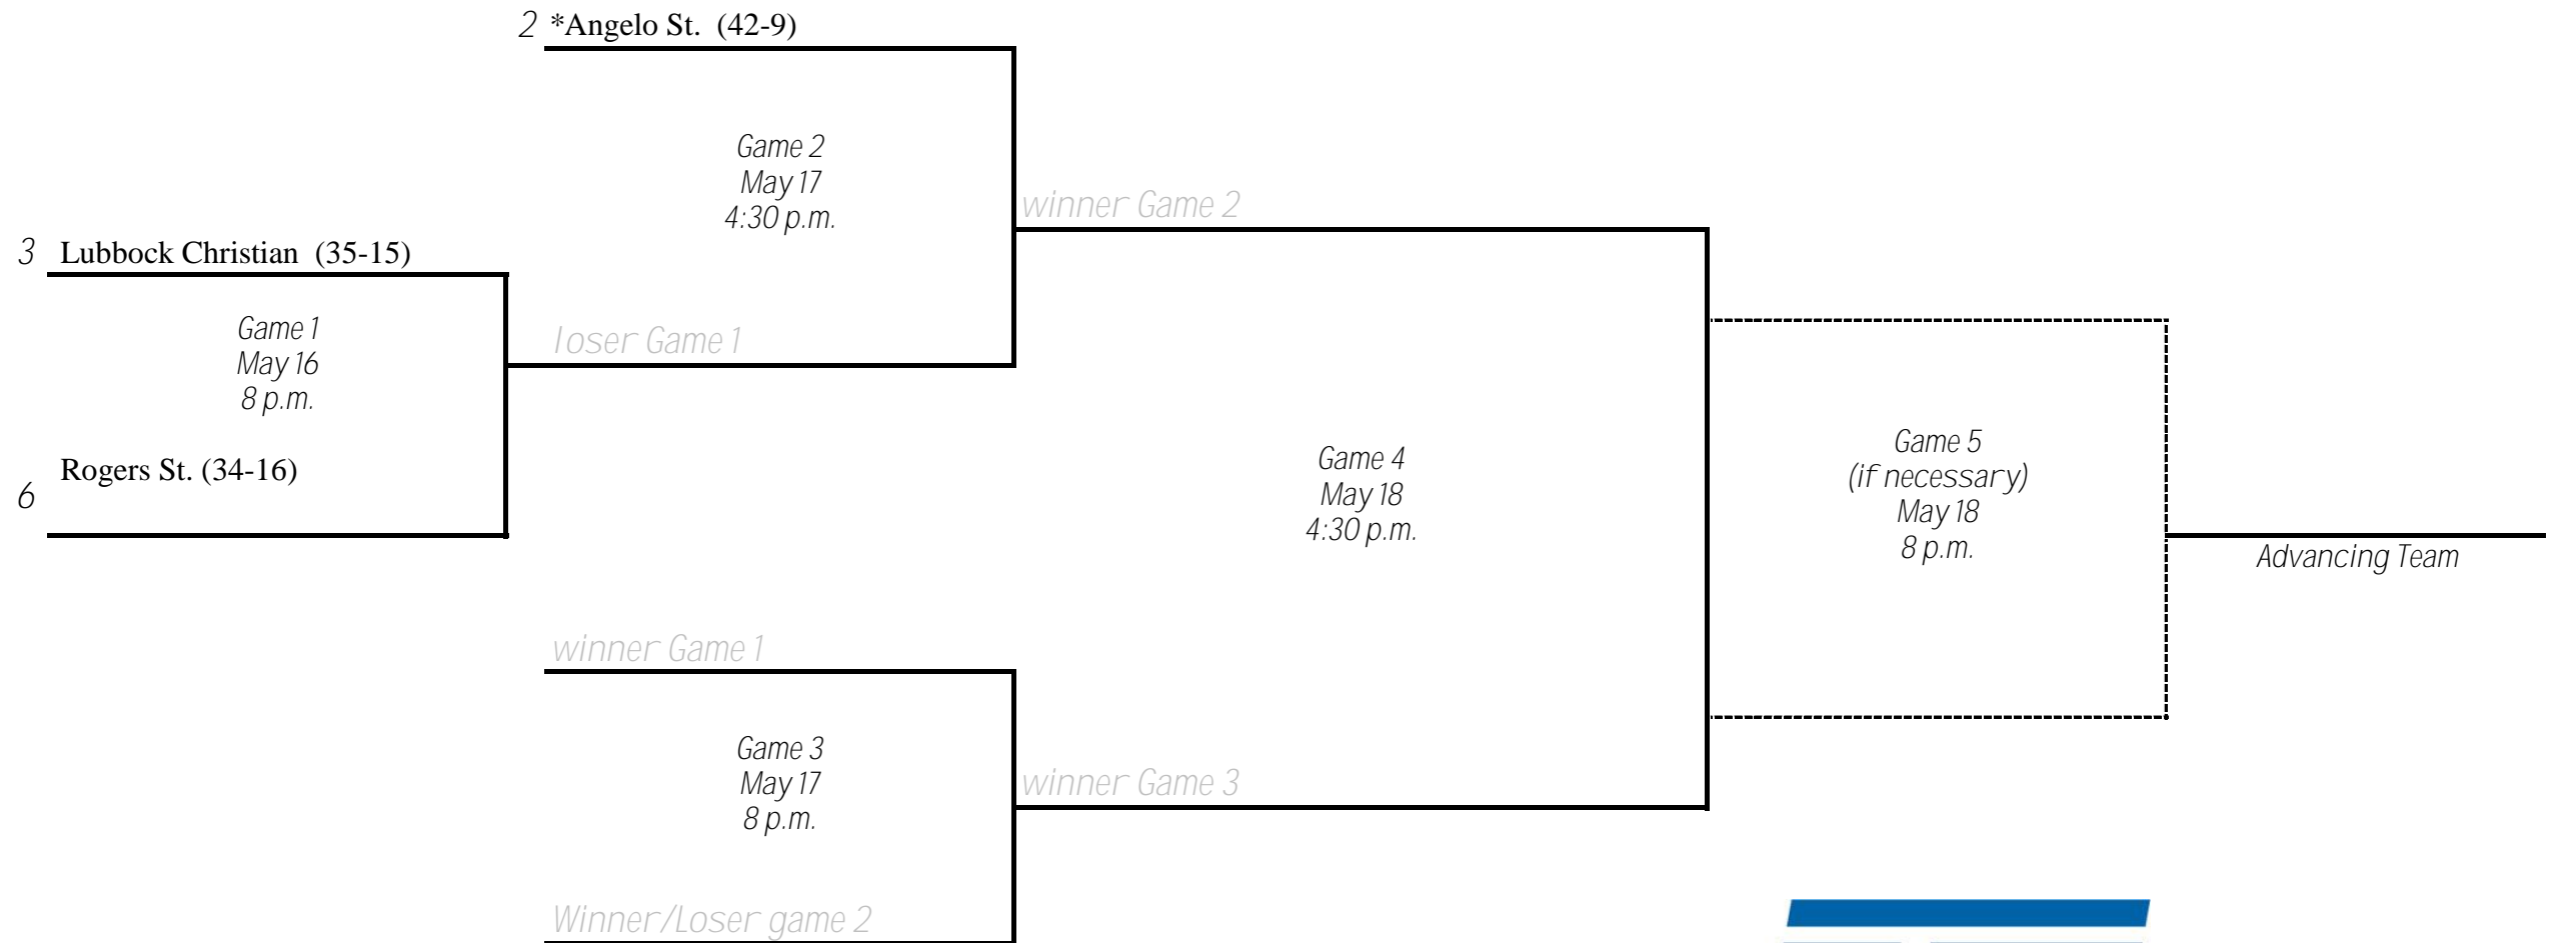 2 *Angelo St. (42-9)
Game 2
May 17
4:30 p.m.
winner Game 2
3 Lubbock Christian (35-15)
Game 1
May 16
8 p.m.
loser Game 1
6 Rogers St. (34-16)
Game 4
May 18
4:30 p.m.
Game 5
(if necessary)
May 18
8 p.m.
Advancing Team
winner Game 1
Game 3
May 17
8 p.m.
winner Game 3
Winner/Loser game 2